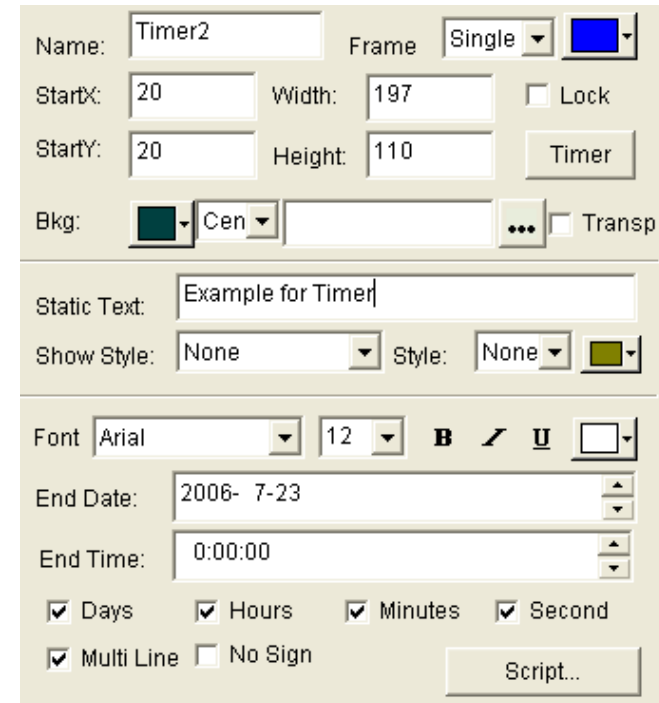 Name: Timer2 Frame Single
StartX: 20 Width: 197 Lock
StartY: 20 Height: 110 Timer
Bkg: Cen ... Transp
Static Text: Example for Timer
Show Style: None Style: None
Font Arial 12 B I U
End Date: 2006- 7-23
End Time: 0:00:00
Days Hours Minutes Second
Multi Line No Sign Script...